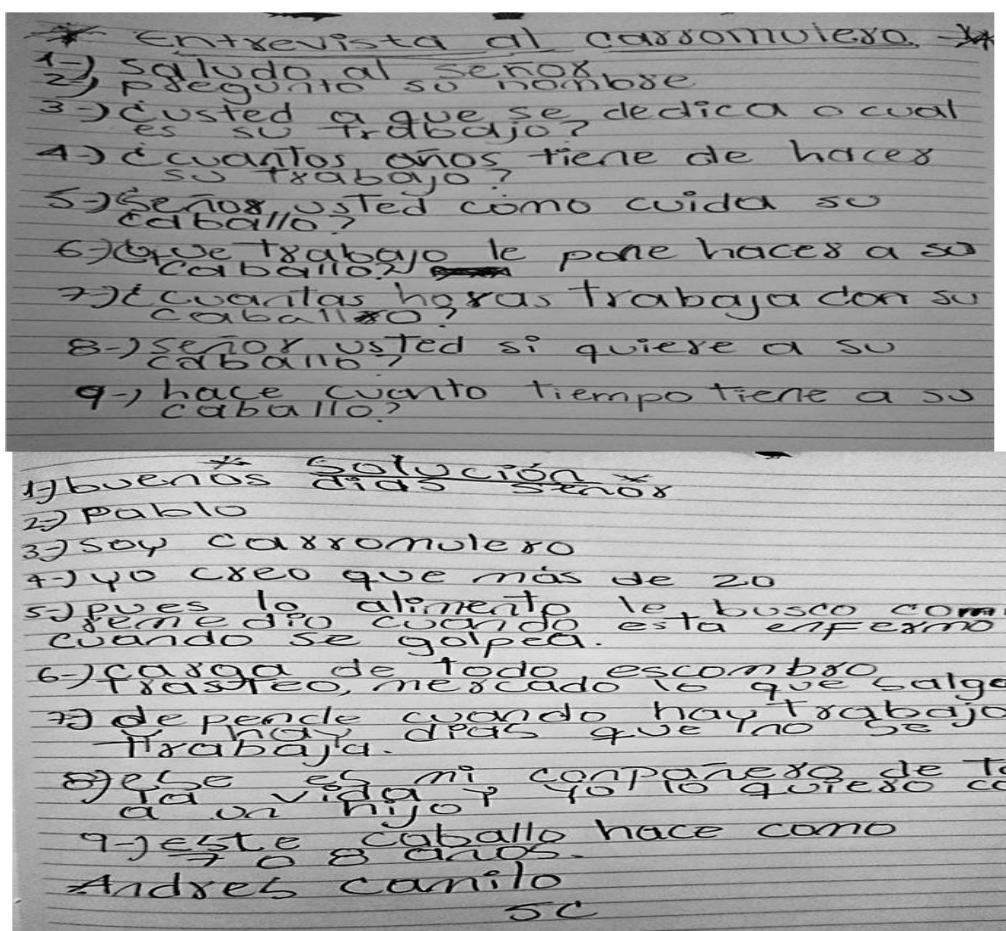 * Entrevista al carromulero *
1-) saludo al señor
2-) pregunto su nombre
3-) ¿usted a que se dedica o cual
es su trabajo?
4-) ¿cuantos años tiene de hacer
su trabajo?
5-) señor usted como cuida su
caballo?
6-) ¿que trabajo le pone hacer a su
caballo?
7-) ¿cuantas horas trabaja con su
caballo?
8-) señor usted si quiere a su
caballo?
9-) hace cuanto tiempo tiene a su
caballo?
* Solución *
1-) buenos dias señor
2-) Pablo
3-) soy carromulero
4-) yo creo que más de 20
5-) pues lo alimento le busco com
remedio cuando esta enfermo
cuando se golpea.
6-) carga de todo escombro
trasteo, mercado lo que salga
7-) depende cuando hay trabajo
y hay dias que no se
trabaja.
8-) ese es mi conpañero de to
la vida y yo lo quiero co
a un hijo
9-) este caballo hace como
7 o 8 años.
Andres camilo
5C